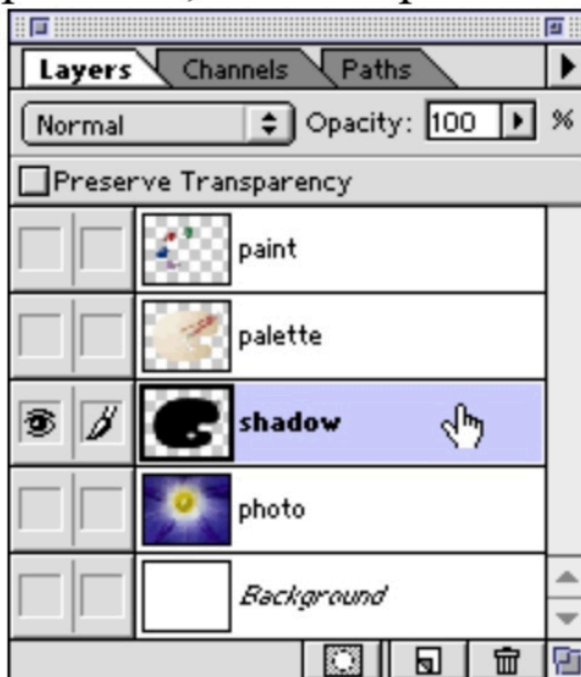 Layers Channels Paths
Normal Opacity: 100 %
Preserve Transparency
paint
palette
shadow
photo
Background